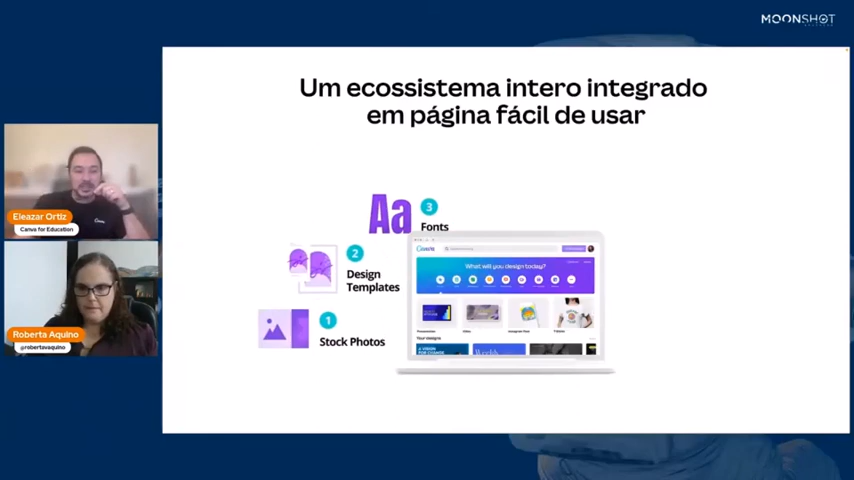 MOONSHOT
Um ecossistema intero integrado
em página fácil de usar
Eleazar Ortiz
Canva for Education
Roberta Aquino
@robertavaquino
Aa
3
Fonts
2
Design
Templates
1
Stock Photos
Canva
What will you design today?
Your designs